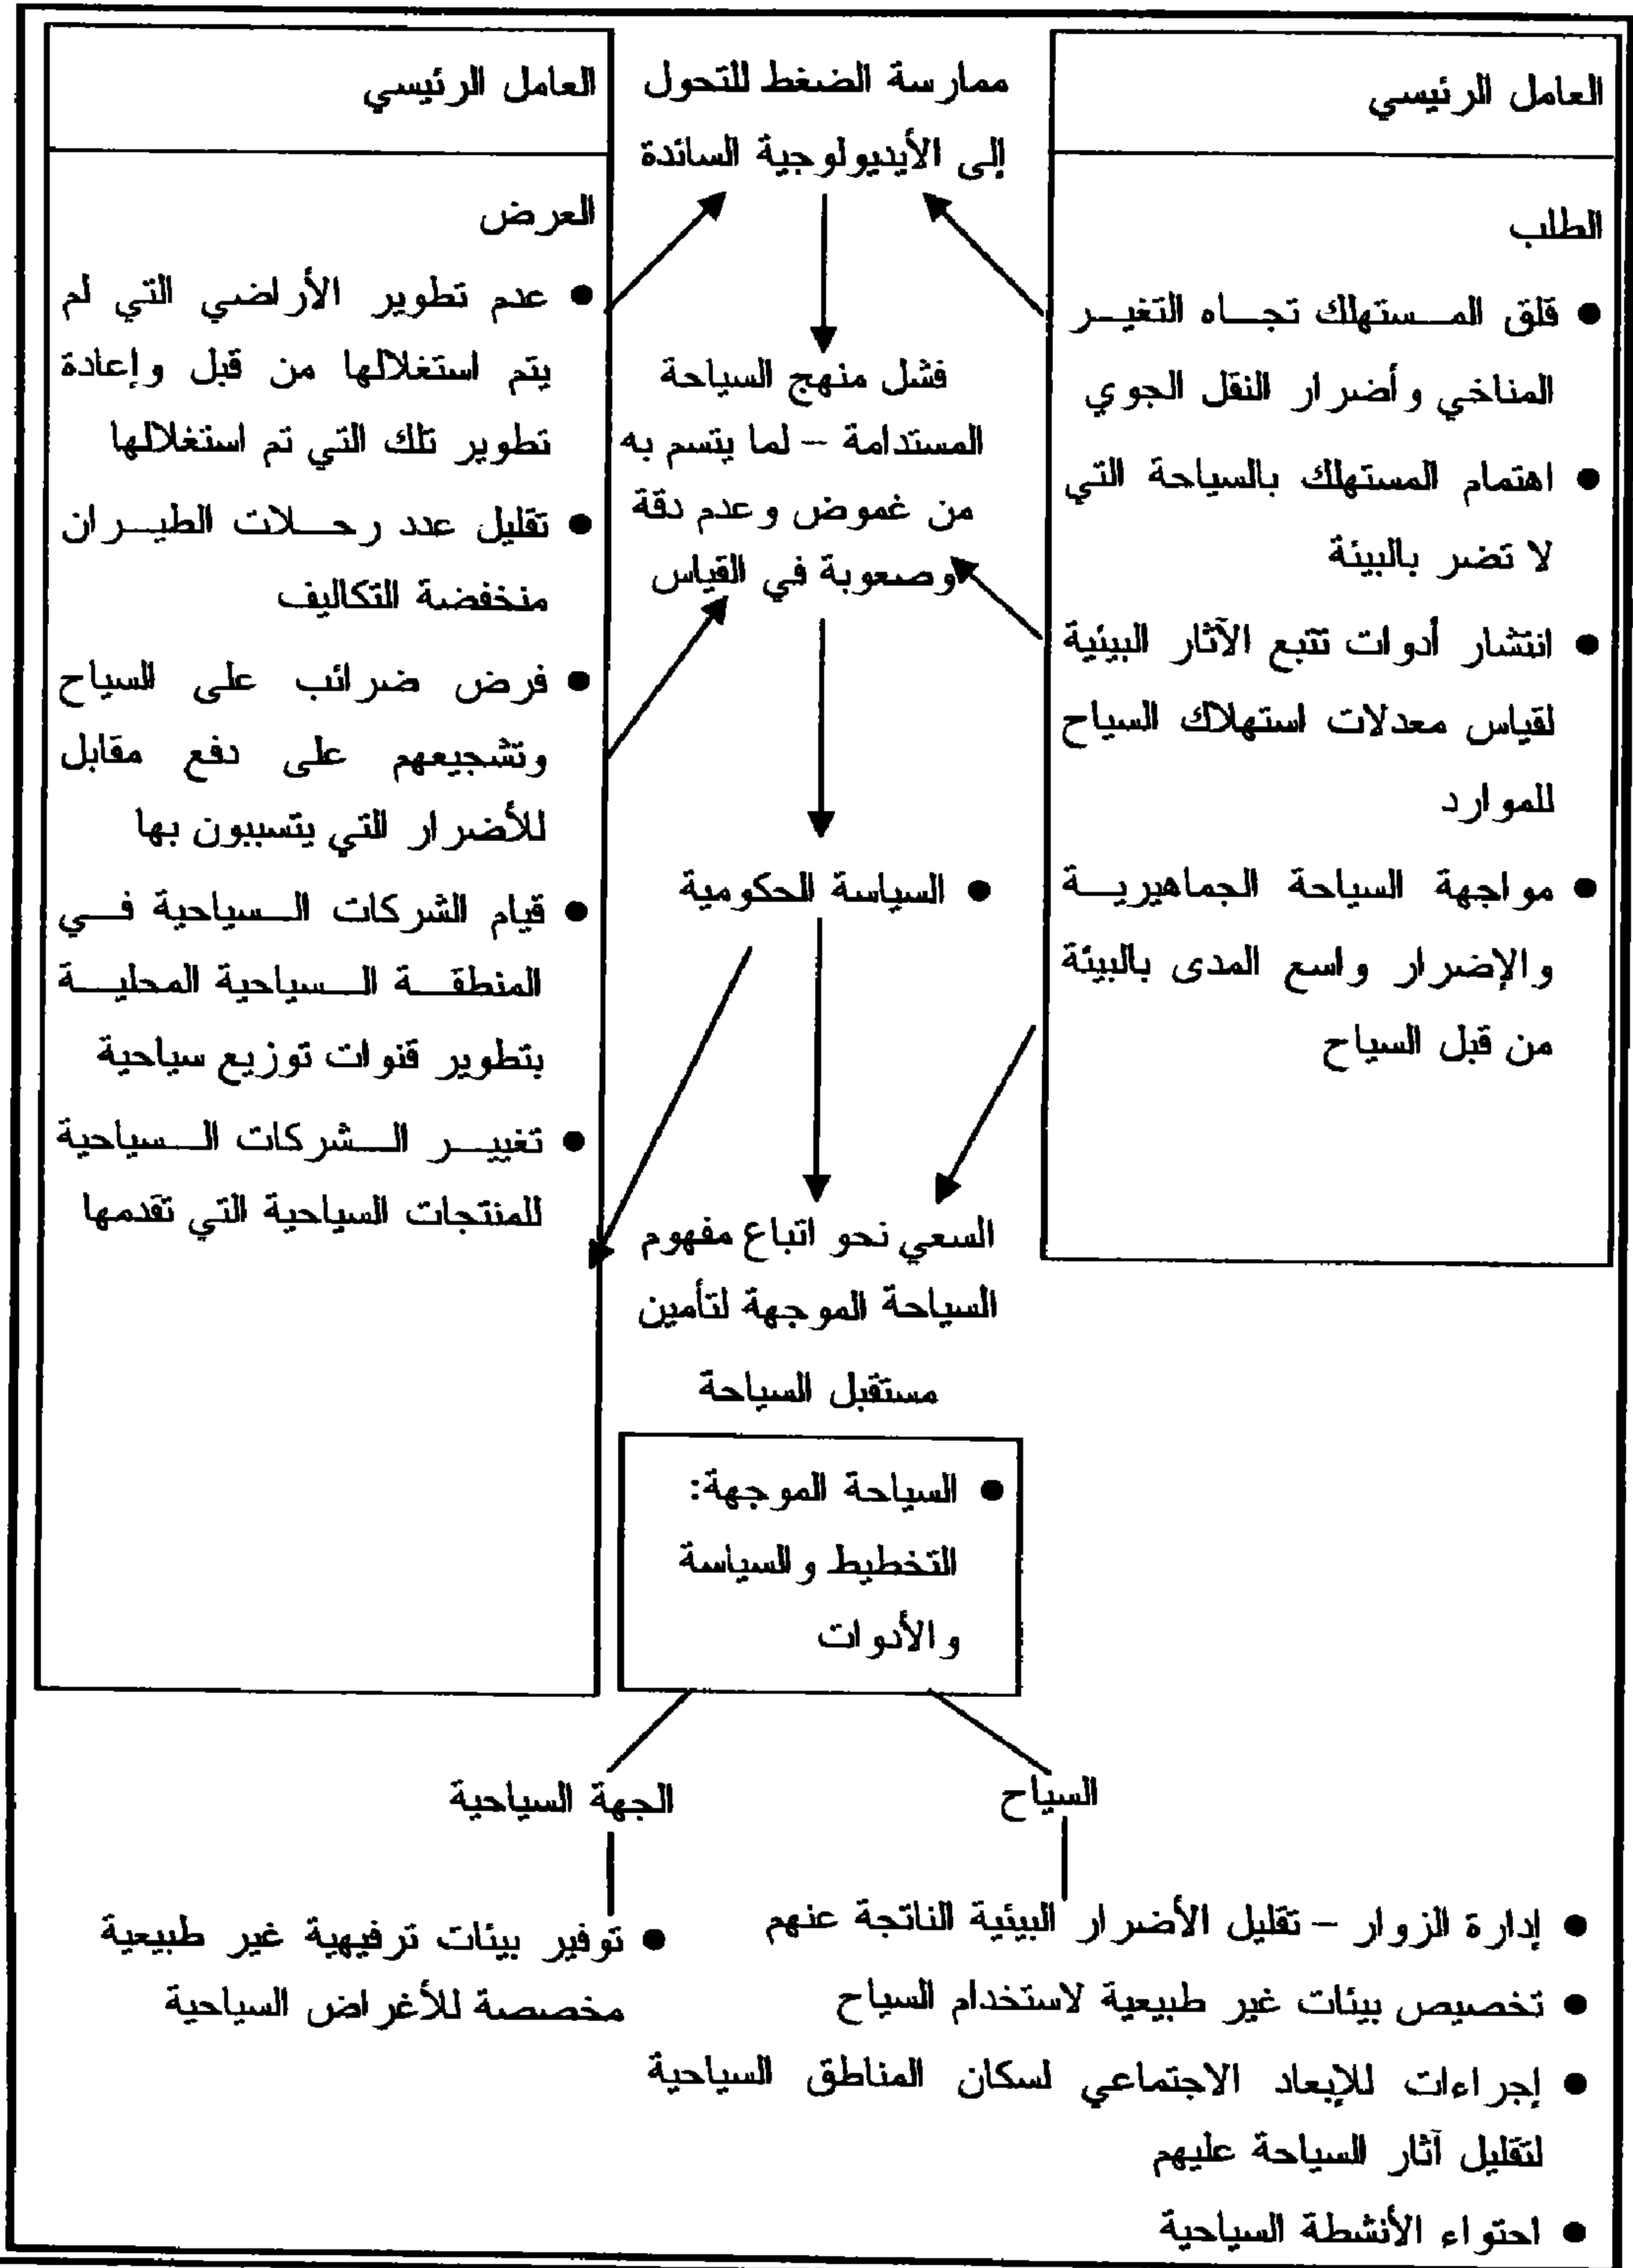 العامل الرئيسي
الطلب
● قلق المستهلك تجاه التغير
المناخي وأضرار النقل الجوي
● اهتمام المستهلك بالسياحة التي
لا تضر بالبيئة
● انتشار أدوات تتبع الآثار البيئية
لقياس معدلات استهلاك السياح
للموارد
● مواجهة السياحة الجماهيرية
والإضرار واسع المدى بالبيئة
من قبل السياح
ممارسة الضغط للتحول
إلى الأيديولوجية السائدة
فشل منهج السياحة
المستدامة – لما يتسم به
من غموض وعدم دقة
وصعوبة في القياس
● السياسة الحكومية
السعي نحو اتباع مفهوم
السياحة الموجهة لتأمين
مستقبل السياحة
● السياحة الموجهة:
التخطيط والسياسة
والأدوات
العامل الرئيسي
العرض
● عدم تطوير الأراضي التي لم
يتم استغلالها من قبل وإعادة
تطوير تلك التي تم استغلالها
● تقليل عدد رحلات الطيران
منخفضة التكاليف
● فرض ضرائب على السياح
وتشجيعهم على دفع مقابل
للأضرار التي يتسببون بها
● قيام الشركات السياحية في
المنطقة السياحية المحلية
بتطوير قنوات توزيع سياحية
● تغيير الشركات السياحية
للمنتجات السياحية التي تقدمها
السياح
● إدارة الزوار – تقليل الأضرار البيئية الناتجة عنهم
● تخصيص بيئات غير طبيعية لاستخدام السياح
● إجراءات للإبعاد الاجتماعي لسكان المناطق السياحية
لتقليل آثار السياحة عليهم
● احتواء الأنشطة السياحية
الجهة السياحية
● توفير بيئات ترفيهية غير طبيعية
مخصصة للأغراض السياحية